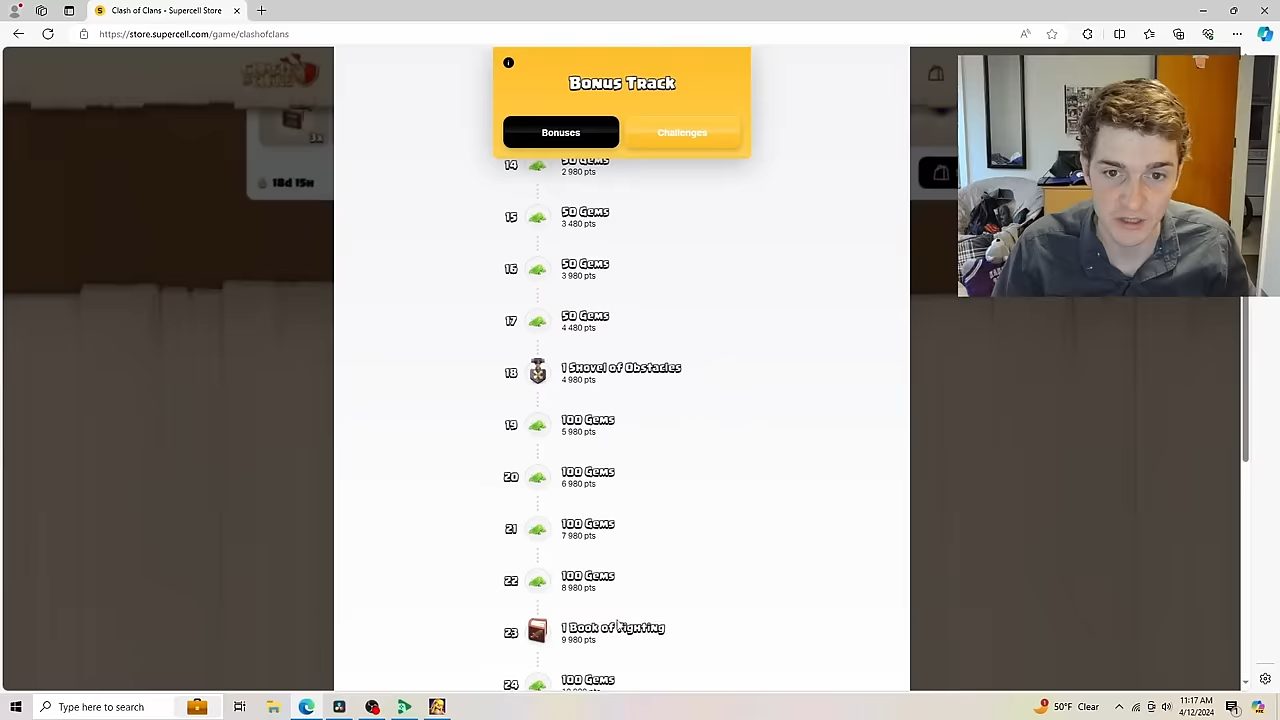 Clash of Clans | Supercell Store
https://store.supercell.com/game/clashofclans
Bonus Track
Bonuses
Challenges
3x
18d 15H
14
50 Gems
2 980 pts
15
50 Gems
3 480 pts
16
50 Gems
3 980 pts
17
50 Gems
4 480 pts
18
1 Shovel of Obstacles
4 980 pts
19
100 Gems
5 980 pts
20
100 Gems
6 980 pts
21
100 Gems
7 980 pts
22
100 Gems
8 980 pts
23
1 Book of Fighting
9 980 pts
24
100 Gems
Type here to search
50°F Clear
11:17 AM
4/12/2024